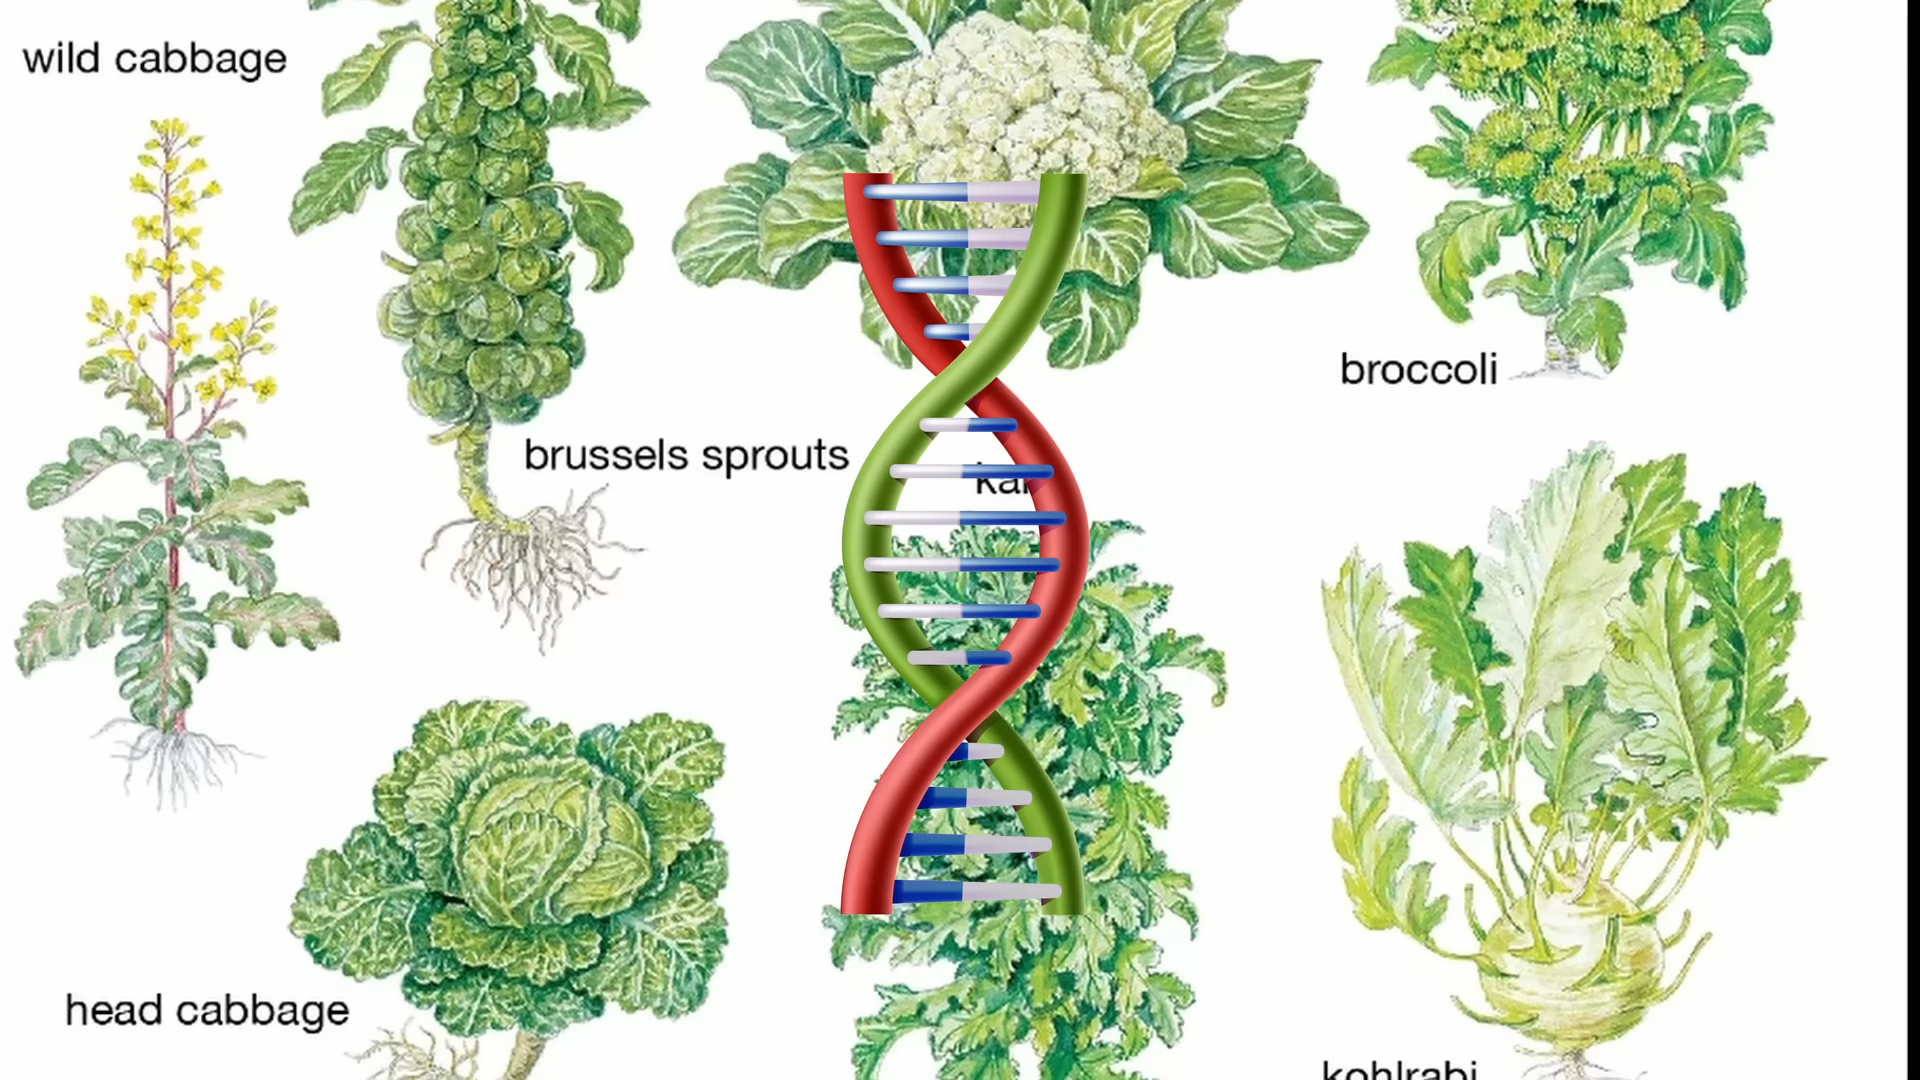 wild cabbage
brussels sprouts
broccoli
head cabbage
kohlrabi